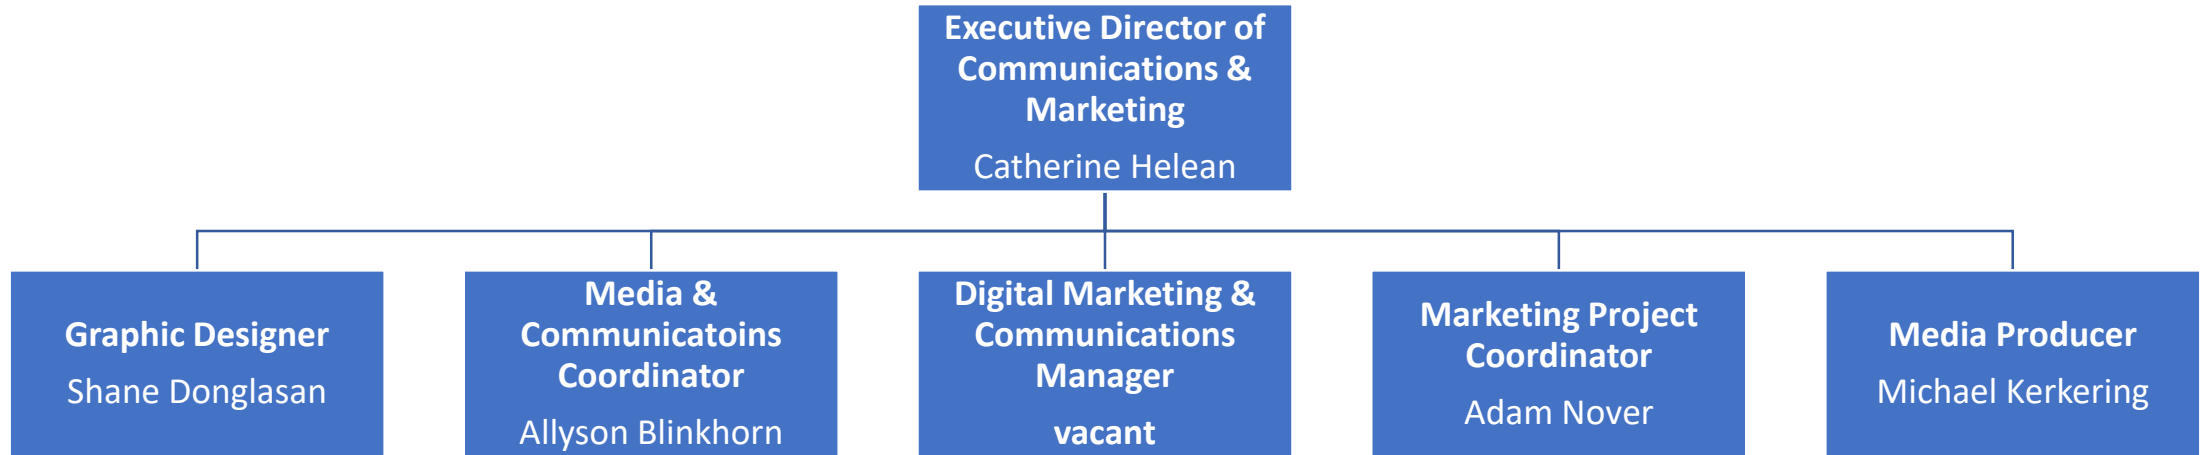 Executive Director of
Communications &
Marketing
Catherine Helean
Graphic Designer
Shane Donglasan
Media &
Communicatoins
Coordinator
Allyson Blinkhorn
Digital Marketing &
Communications
Manager
vacant
Marketing Project
Coordinator
Adam Nover
Media Producer
Michael Kerkering